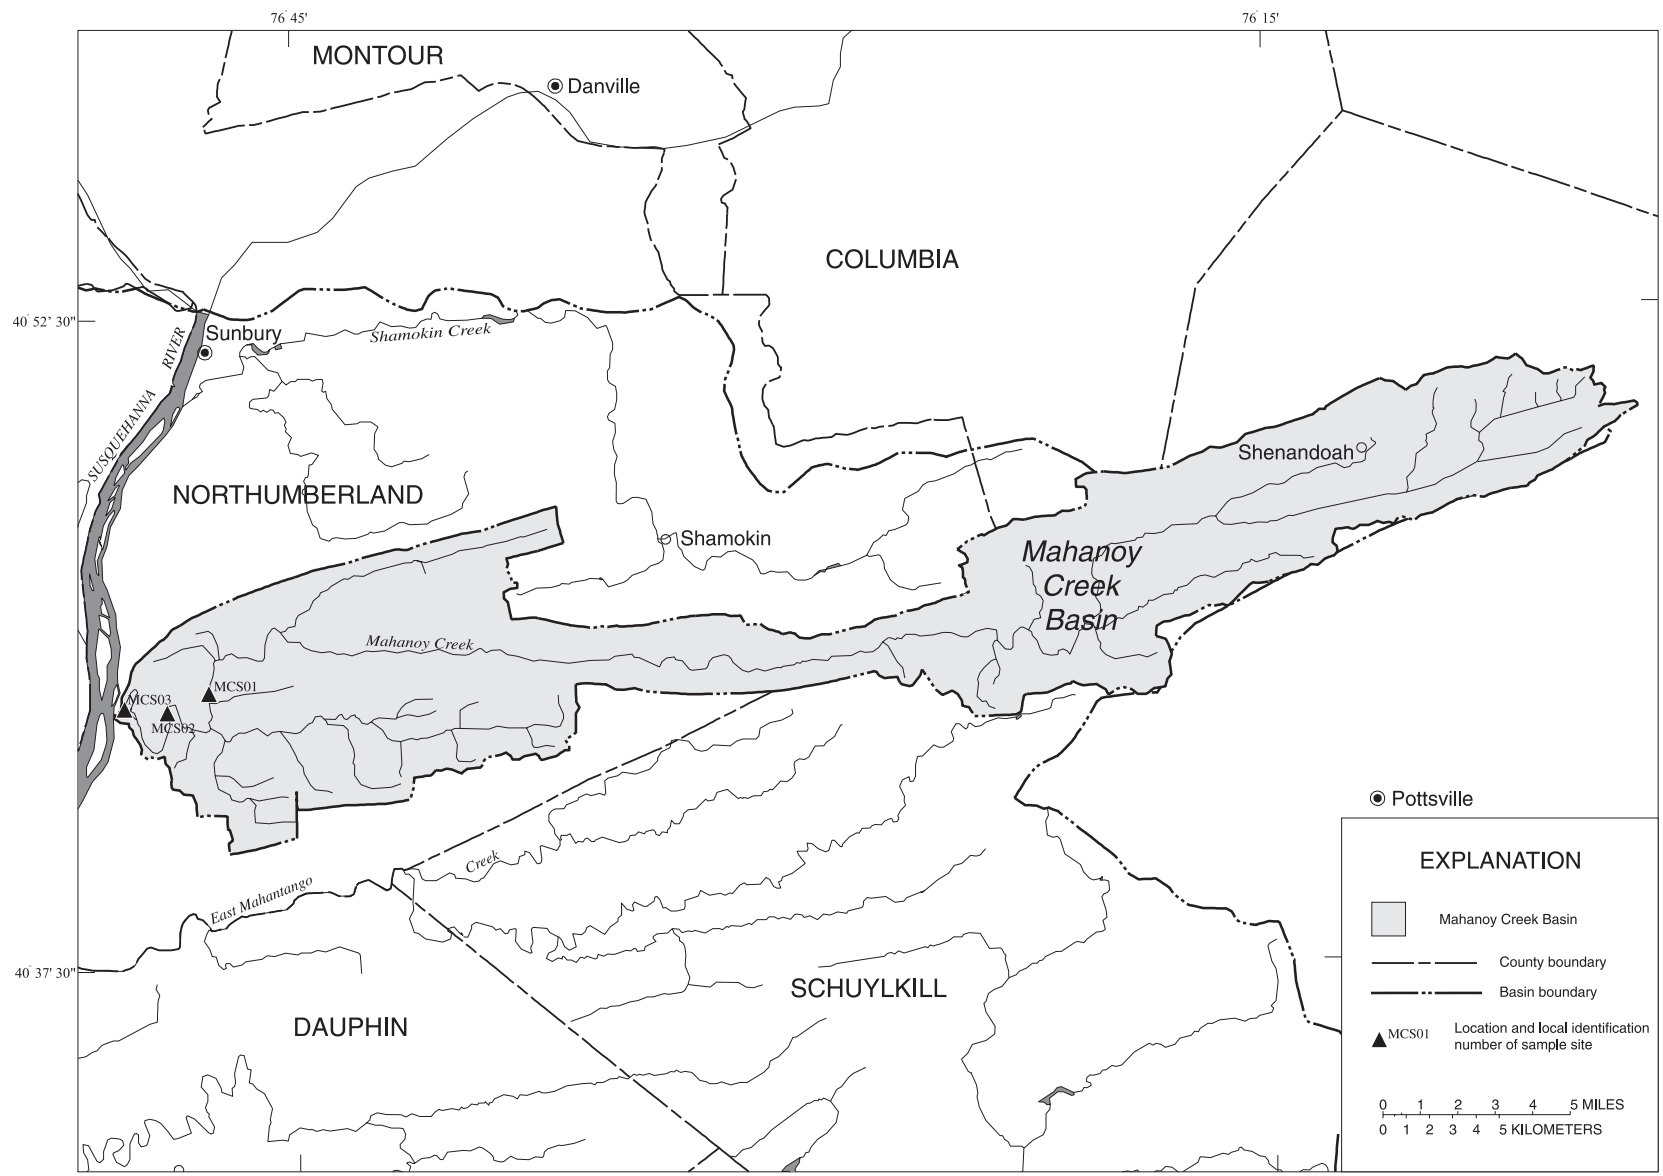 76° 45'
76° 15'
MONTOUR
Danville
COLUMBIA
40° 52' 30"
Sunbury
Shamokin Creek
SUSQUEHANNA RIVER
Shenandoah
NORTHUMBERLAND
Shamokin
Mahanoy
Creek
Basin
Mahanoy Creek
MCS01
MCS03
MCS02
Pottsville
East Mahantango Creek
40° 37' 30"
SCHUYLKILL
DAUPHIN
EXPLANATION
Mahanoy Creek Basin
County boundary
Basin boundary
MCS01
Location and local identification
number of sample site
0 1 2 3 4 5 MILES
0 1 2 3 4 5 KILOMETERS